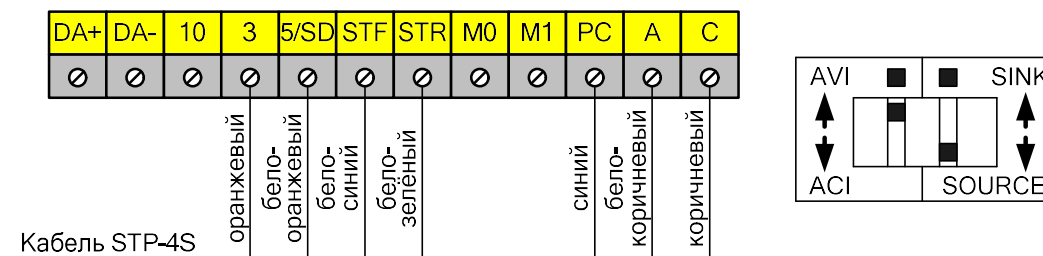 DA+ DA- 10 3 5/SD STF STR M0 M1 PC A C
оранжевый
бело-
оранжевый
бело-
синий
бело-
зелёный
синий
бело-
коричневый
коричневый
Кабель STP-4S
AVI SINK
ACI SOURCE